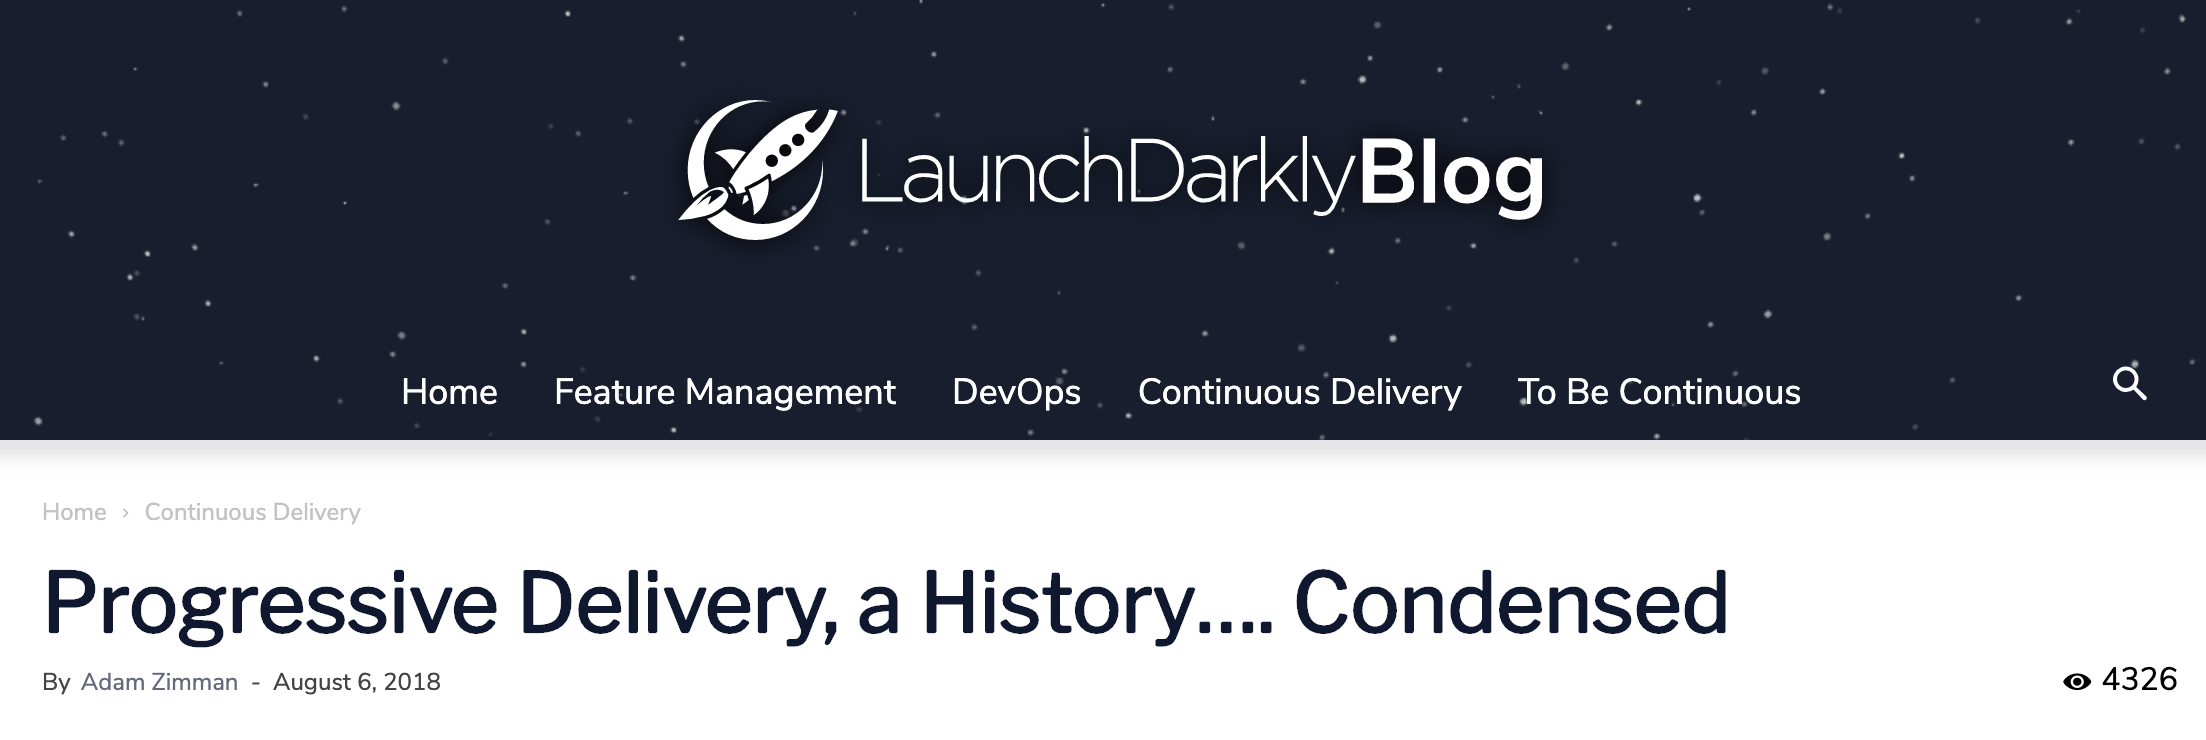 LaunchDarklyBlog
Home Feature Management DevOps Continuous Delivery To Be Continuous
Home › Continuous Delivery
Progressive Delivery, a History.... Condensed
By Adam Zimman - August 6, 2018 4326